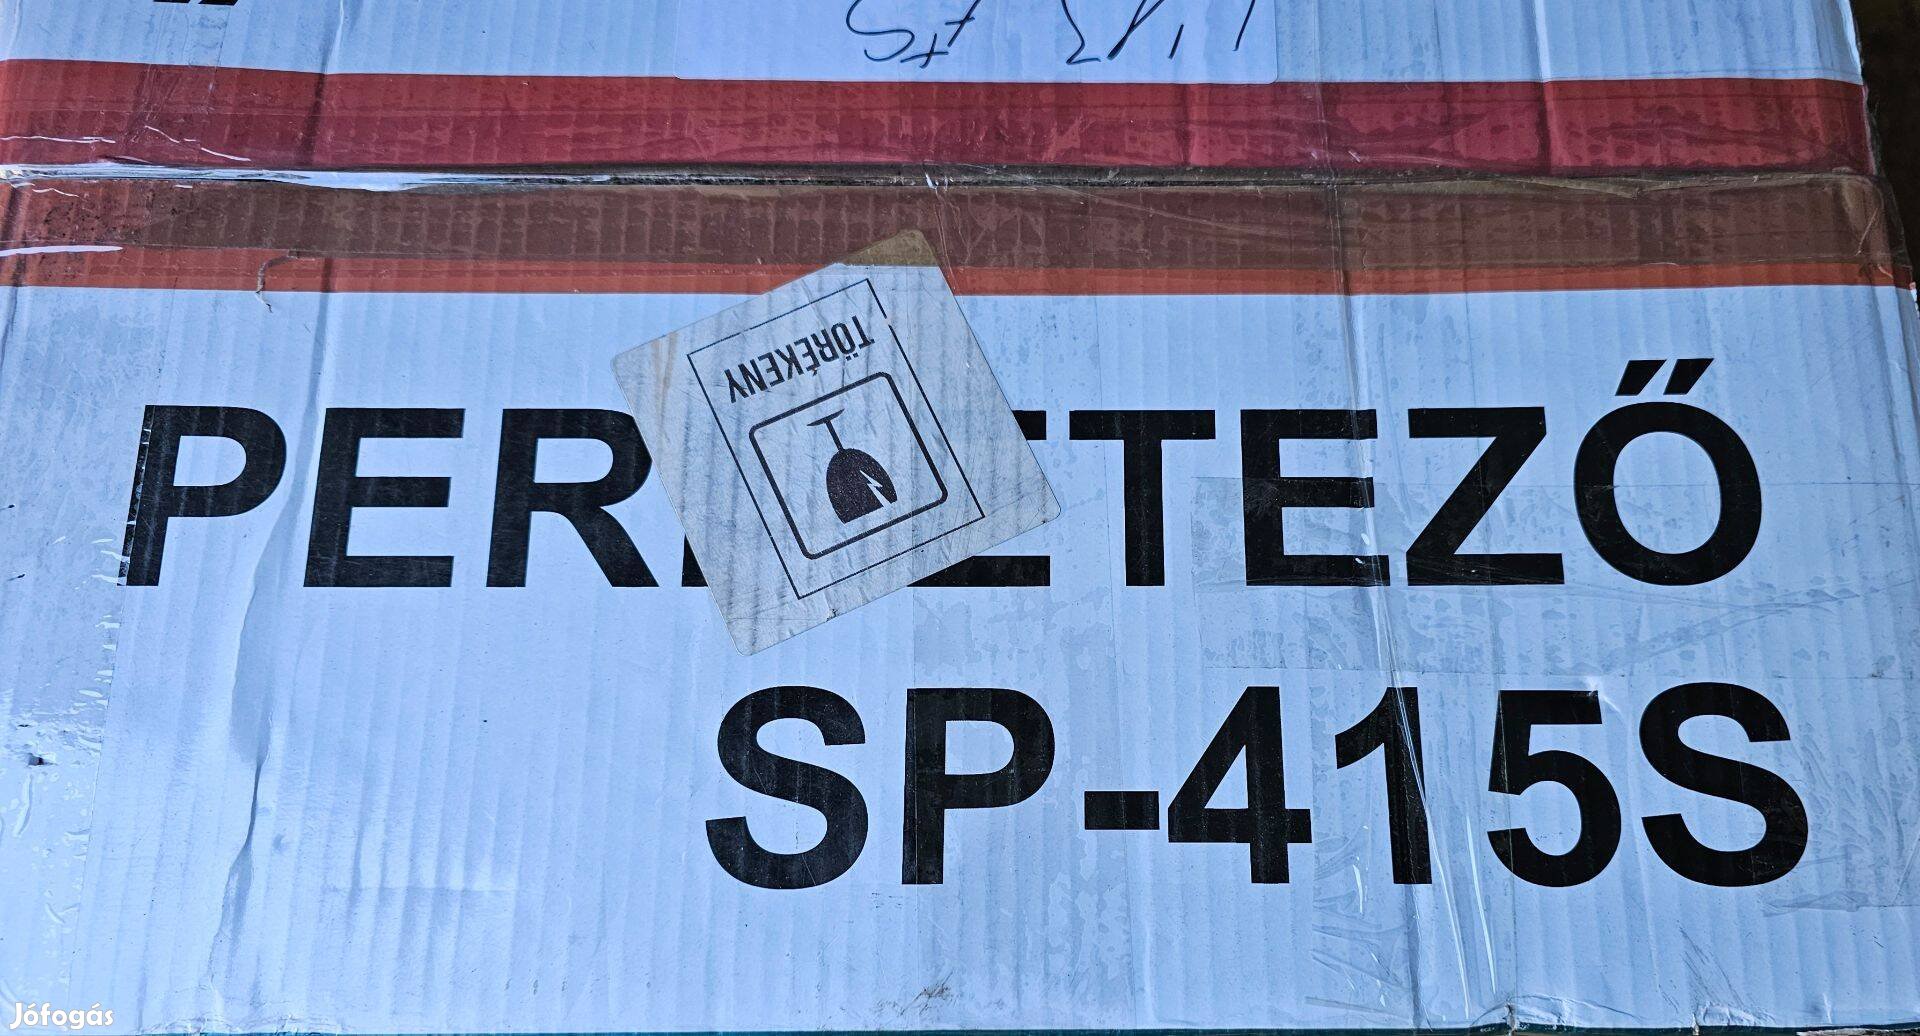 TÖRÉKENY
PER ETEZŐ
SP-415S
Jófogás